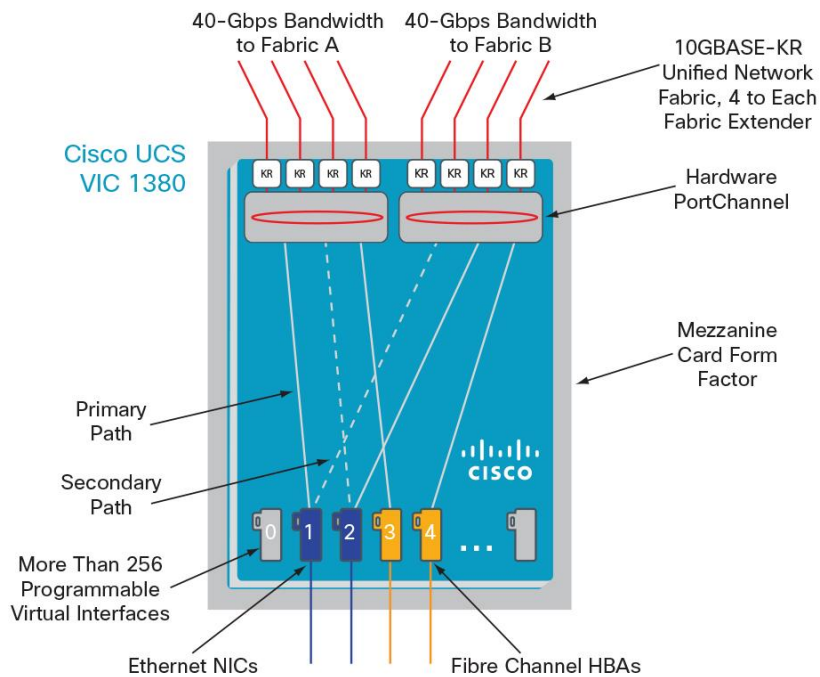 40-Gbps Bandwidth
to Fabric A
40-Gbps Bandwidth
to Fabric B
10GBASE-KR
Unified Network
Fabric, 4 to Each
Fabric Extender
Cisco UCS
VIC 1380
KR KR KR KR KR KR KR KR
Hardware
PortChannel
Mezzanine
Card Form
Factor
Primary
Path
CISCO
Secondary
Path
0 1 2 3 4 ...
More Than 256
Programmable
Virtual Interfaces
Ethernet NICs
Fibre Channel HBAs